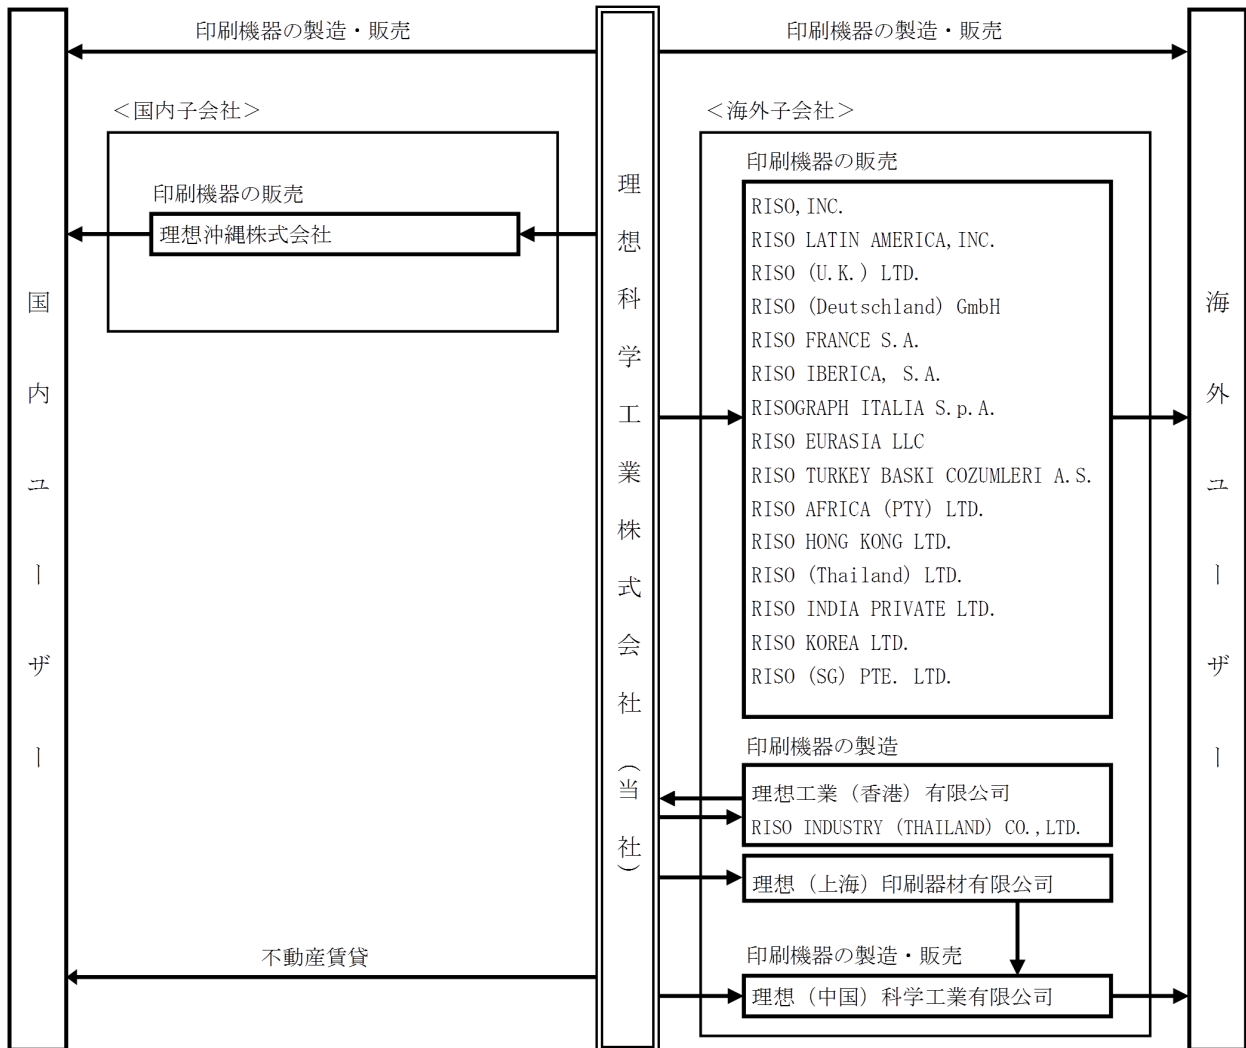 印刷機器の製造・販売
印刷機器の製造・販売
国内ユーザー
＜国内子会社＞
印刷機器の販売
理想沖縄株式会社
不動産賃貸
理想科学工業株式会社（当社）
＜海外子会社＞
印刷機器の販売
RISO,INC.
RISO LATIN AMERICA,INC.
RISO (U.K.) LTD.
RISO (Deutschland) GmbH
RISO FRANCE S.A.
RISO IBERICA, S.A.
RISOGRAPH ITALIA S.p.A.
RISO EURASIA LLC
RISO TURKEY BASKI COZUMLERI A.S.
RISO AFRICA (PTY) LTD.
RISO HONG KONG LTD.
RISO (Thailand) LTD.
RISO INDIA PRIVATE LTD.
RISO KOREA LTD.
RISO (SG) PTE. LTD.
印刷機器の製造
理想工業（香港）有限公司
RISO INDUSTRY (THAILAND) CO.,LTD.
理想（上海）印刷器材有限公司
印刷機器の製造・販売
理想（中国）科学工業有限公司
海外ユーザー